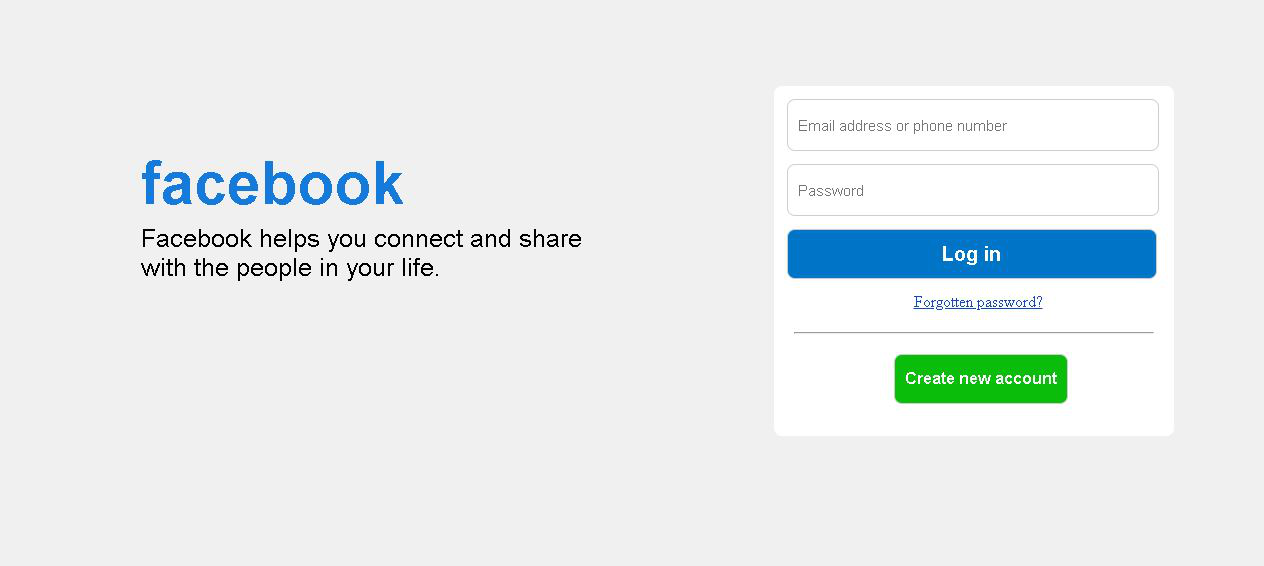 facebook
Facebook helps you connect and share
with the people in your life.
Email address or phone number
Password
Log in
Forgotten password?
Create new account